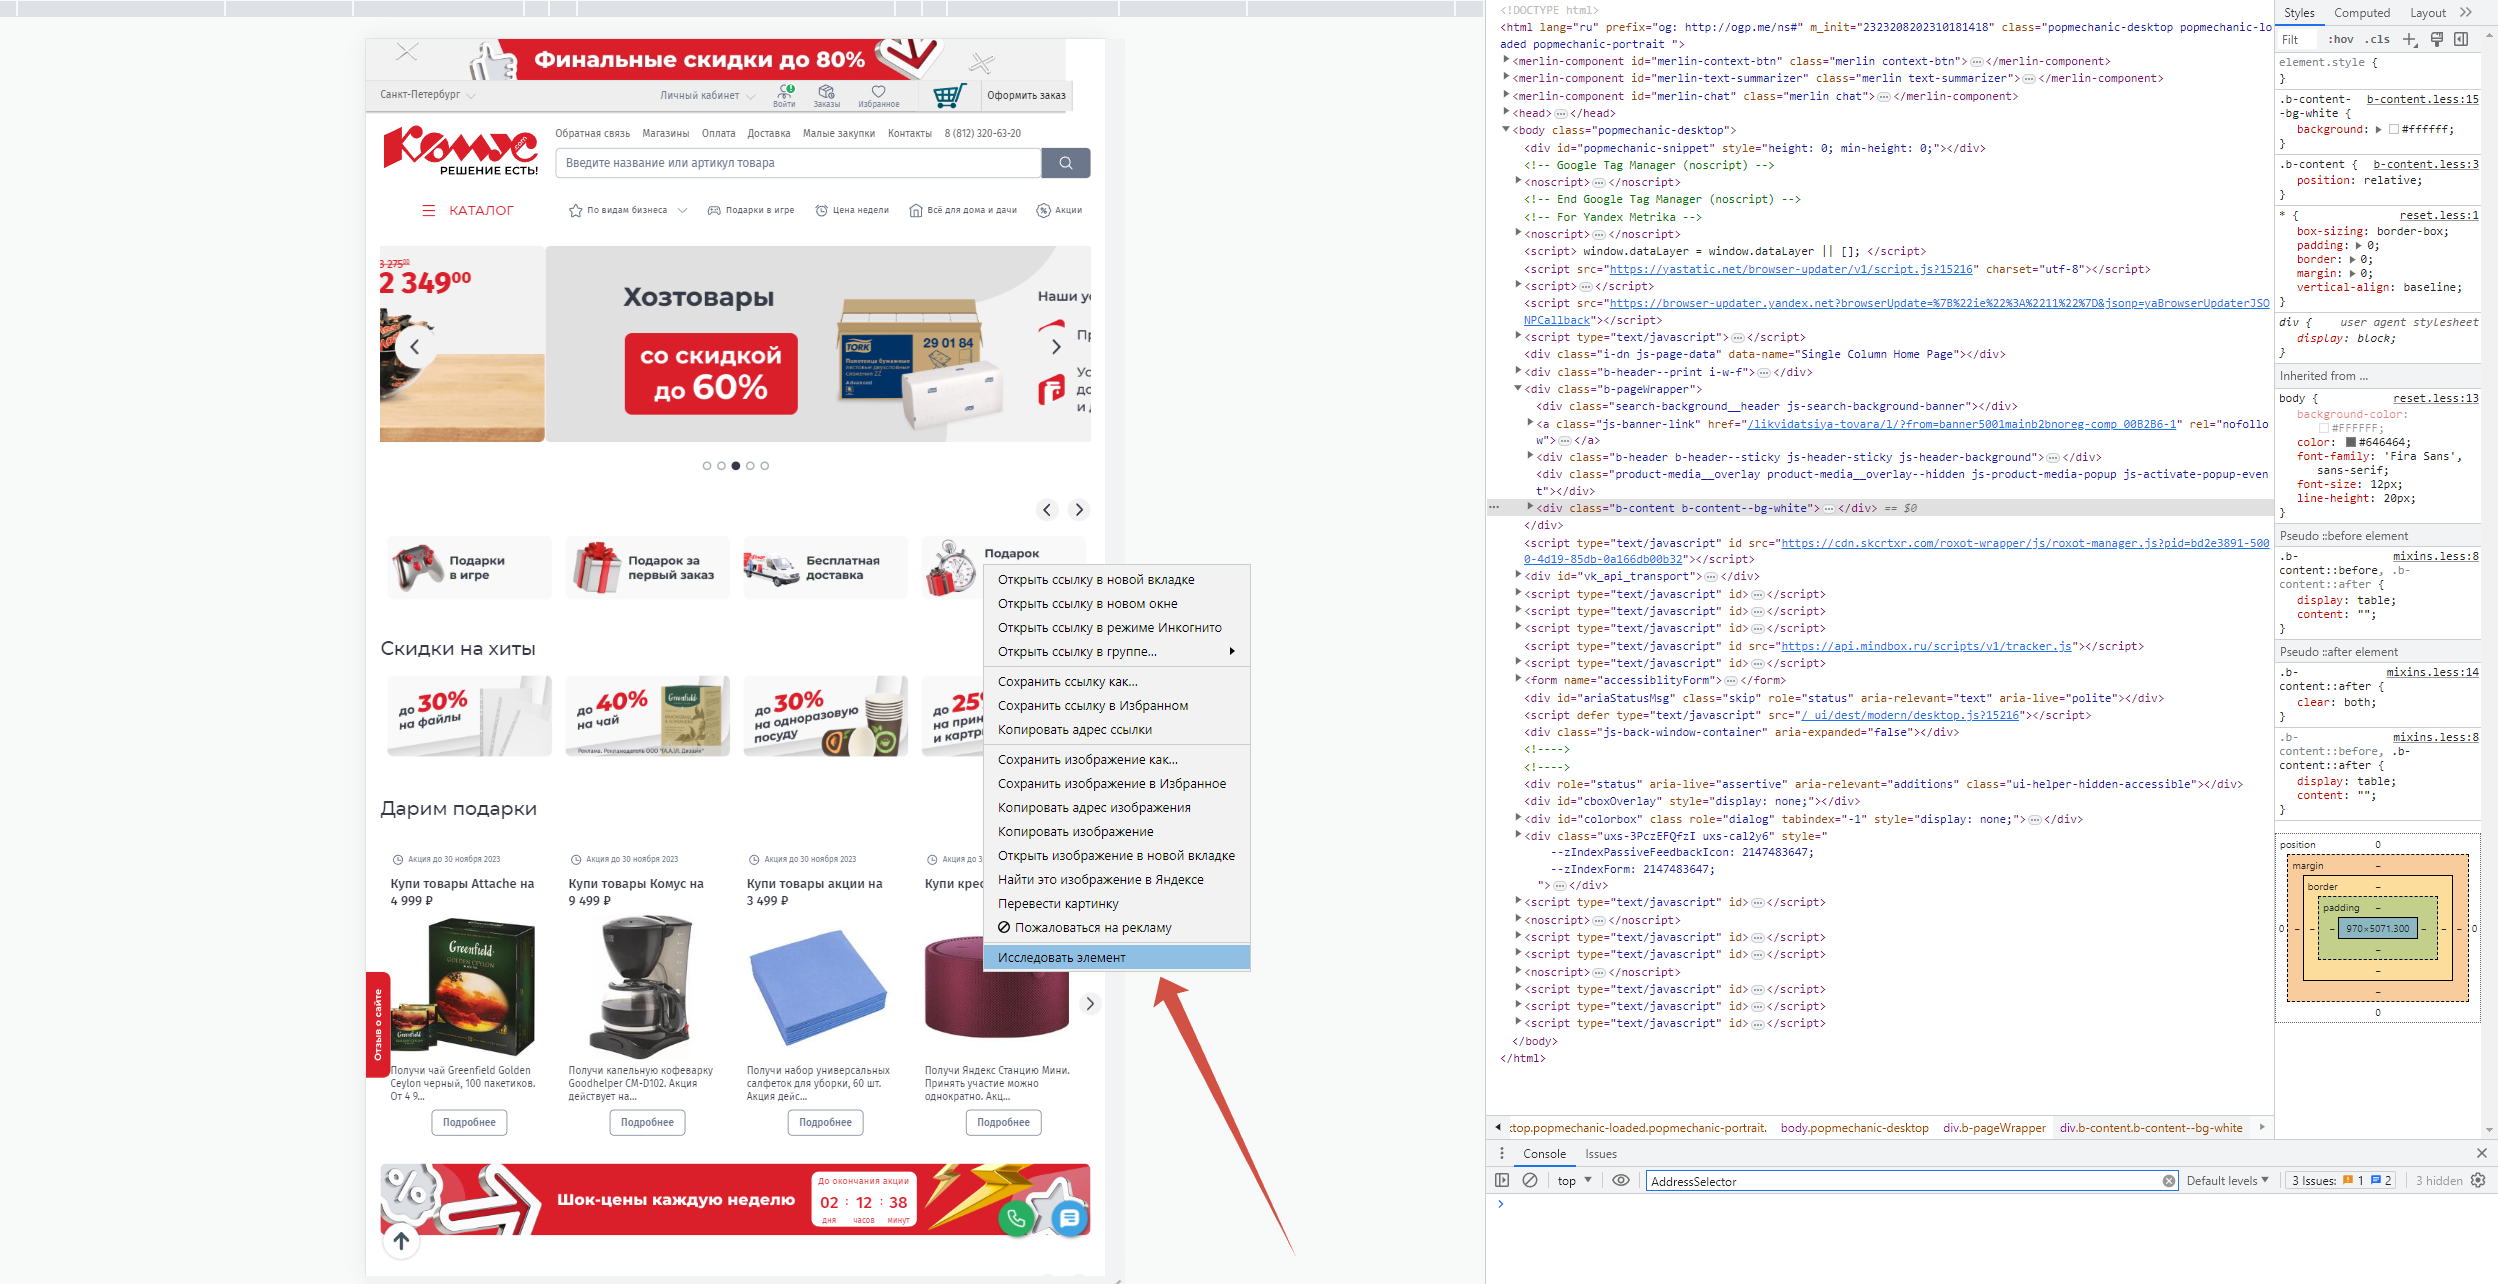 Финальные скидки до 80%
Санкт-Петербург
Личный кабинет
Войти
Заказы
Избранное
Оформить заказ
Комус
РЕШЕНИЕ ЕСТЬ!
Обратная связь Магазины Оплата Доставка Малые закупки Контакты 8 (812) 320-63-20
Введите название или артикул товара
КАТАЛОГ
По видам бизнеса
Подарки в игре
Цена недели
Всё для дома и дачи
Акции
3 275⁰⁰
2 349⁰⁰
Хозтовары
со скидкой
до 60%
TORK
29 01 84
Advanced
Наши ус
Пр
Ус
до
и д
Подарки
в игре
Подарок за
первый заказ
Бесплатная
доставка
Подарок
Скидки на хиты
до 30%
на файлы
до 40%
на чай
Greenfield
до 30%
на одноразовую
посуду
до 25%
на прин
и картр
Дарим подарки
Акция до 30 ноября 2023
Купи товары Attache на
4 999 ₽
Акция до 30 ноября 2023
Купи товары Комус на
9 499 ₽
Акция до 30 ноября 2023
Купи товары акции на
3 499 ₽
Акция до 3
Купи крес
Greenfield
GOLDEN CEYLON
Отзыв о сайте
Получи чай Greenfield Golden
Ceylon черный, 100 пакетиков.
От 4 9...
Подробнее
Получи капельную кофеварку
Goodhelper CM-D102. Акция
действует на...
Подробнее
Получи набор универсальных
салфеток для уборки, 60 шт.
Акция дейс...
Подробнее
Получи Яндекс Станцию Мини.
Принять участие можно
однократно. Акц...
Подробнее
Шок-цены каждую неделю
До окончания акции
02 : 12 : 38
дня часов минут
Открыть ссылку в новой вкладке
Открыть ссылку в новом окне
Открыть ссылку в режиме Инкогнито
Открыть ссылку в группе...
Сохранить ссылку как...
Сохранить ссылку в Избранном
Копировать адрес ссылки
Сохранить изображение как...
Сохранить изображение в Избранное
Копировать адрес изображения
Копировать изображение
Открыть изображение в новой вкладке
Найти это изображение в Яндексе
Перевести картинку
Пожаловаться на рекламу
Исследовать элемент
<!DOCTYPE html>
<html lang="ru" prefix="og: http://ogp.me/ns#" m_init="2323208202310181418" class="popmechanic-desktop popmechanic-lo
aded popmechanic-portrait ">
<merlin-component id="merlin-context-btn" class="merlin context-btn">…</merlin-component>
<merlin-component id="merlin-text-summarizer" class="merlin text-summarizer">…</merlin-component>
<merlin-component id="merlin-chat" class="merlin chat">…</merlin-component>
<head>…</head>
<body class="popmechanic-desktop">
<div id="popmechanic-snippet" style="height: 0; min-height: 0;"></div>
<!-- Google Tag Manager (noscript) -->
<noscript>…</noscript>
<!-- End Google Tag Manager (noscript) -->
<!-- For Yandex Metrika -->
<noscript>…</noscript>
<script> window.dataLayer = window.dataLayer || []; </script>
<script src="https://yastatic.net/browser-updater/v1/script.js?15216" charset="utf-8"></script>
<script>…</script>
<script src="https://browser-updater.yandex.net?browserUpdate=%7B%22ie%22%3A%2211%22%7D&jsonp=yaBrowserUpdaterJSO
NPCallback"></script>
<script type="text/javascript">…</script>
<div class="i-dn js-page-data" data-name="Single Column Home Page"></div>
<div class="b-header--print i-w-f">…</div>
<div class="b-pageWrapper">
<div class="search-background__header js-search-background-banner"></div>
<a class="js-banner-link" href="/likvidatsiya-tovara/l/?from=banner5001mainb2bnoreg-comp_00B2B6-1" rel="nofollo
w">…</a>
<div class="b-header b-header--sticky js-header-sticky js-header-background">…</div>
<div class="product-media__overlay product-media__overlay--hidden js-product-media-popup js-activate-popup-even
t"></div>
<div class="b-content b-content--bg-white">…</div> == $0
</div>
<script type="text/javascript" id src="https://cdn.skcrtxr.com/roxot-wrapper/js/roxot-manager.js?pid=bd2e3891-500
0-4d19-85db-0a166db00b32"></script>
<div id="vk_api_transport">…</div>
<script type="text/javascript" id>…</script>
<script type="text/javascript" id>…</script>
<script type="text/javascript" id>…</script>
<script type="text/javascript" id src="https://api.mindbox.ru/scripts/v1/tracker.js"></script>
<script type="text/javascript" id>…</script>
<form name="accessiblityForm">…</form>
<div id="ariaStatusMsg" class="skip" role="status" aria-relevant="text" aria-live="polite"></div>
<script defer type="text/javascript" src="/_ui/dest/modern/desktop.js?15216"></script>
<div class="js-back-window-container" aria-expanded="false"></div>
<!---->
<!---->
<div role="status" aria-live="assertive" aria-relevant="additions" class="ui-helper-hidden-accessible"></div>
<div id="cboxOverlay" style="display: none;"></div>
<div id="colorbox" class role="dialog" tabindex="-1" style="display: none;">…</div>
<div class="uxs-3PczEFQfzI uxs-cal2y6" style="
--zIndexPassiveFeedbackIcon: 2147483647;
--zIndexForm: 2147483647;
">…</div>
<script type="text/javascript" id>…</script>
<noscript>…</noscript>
<script type="text/javascript" id>…</script>
<script type="text/javascript" id>…</script>
<noscript>…</noscript>
<script type="text/javascript" id>…</script>
<script type="text/javascript" id>…</script>
<script type="text/javascript" id>…</script>
</body>
</html>
:top.popmechanic-loaded.popmechanic-portrait. body.popmechanic-desktop div.b-pageWrapper div.b-content.b-content--bg-white
Console Issues
top AddressSelector Default levels 3 Issues: 1 2 3 hidden
Styles Computed Layout
Filt :hov .cls
element.style {
}
.b-content- b-content.less:15
-bg-white {
background: #ffffff;
}
.b-content { b-content.less:3
position: relative;
}
* { reset.less:1
box-sizing: border-box;
padding: 0;
border: 0;
margin: 0;
vertical-align: baseline;
}
div { user agent stylesheet
display: block;
}
Inherited from ...
body { reset.less:13
background-color:
#FFFFFF;
color: #646464;
font-family: 'Fira Sans',
sans-serif;
font-size: 12px;
line-height: 20px;
}
Pseudo ::before element
.b- mixins.less:8
content::before, .b-
content::after {
display: table;
content: "";
}
Pseudo ::after element
.b- mixins.less:14
content::after {
clear: both;
}
.b- mixins.less:8
content::before, .b-
content::after {
display: table;
content: "";
}
position 0
margin –
border –
padding –
0 – – – 970×5071.300 – – – 0
–
–
–
0